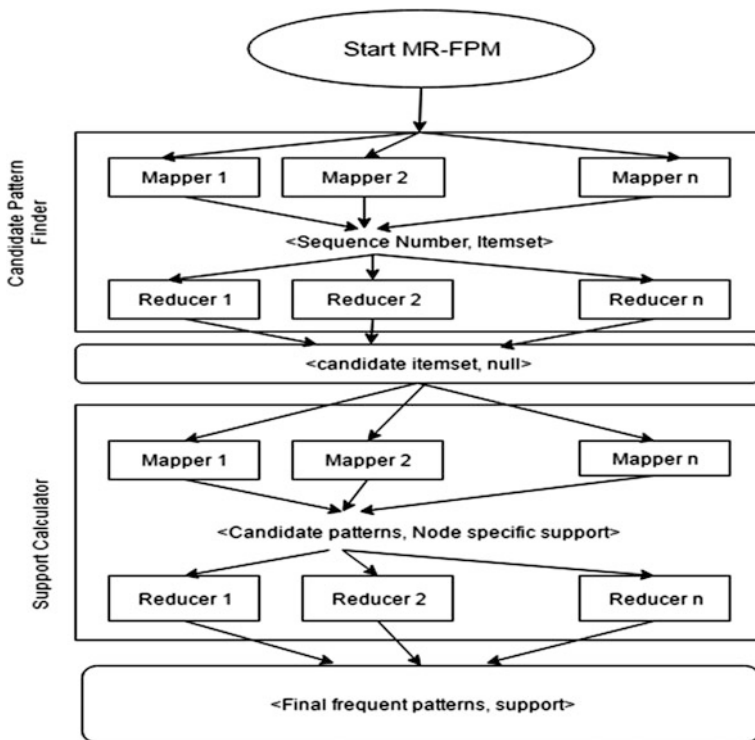 Start MR-FPM
Candidate Pattern
Finder
Mapper 1
Mapper 2
Mapper n
<Sequence Number, Itemset>
Reducer 1
Reducer 2
Reducer n
<candidate itemset, null>
Support Calculator
Mapper 1
Mapper 2
Mapper n
<Candidate patterns, Node specific support>
Reducer 1
Reducer 2
Reducer n
<Final frequent patterns, support>